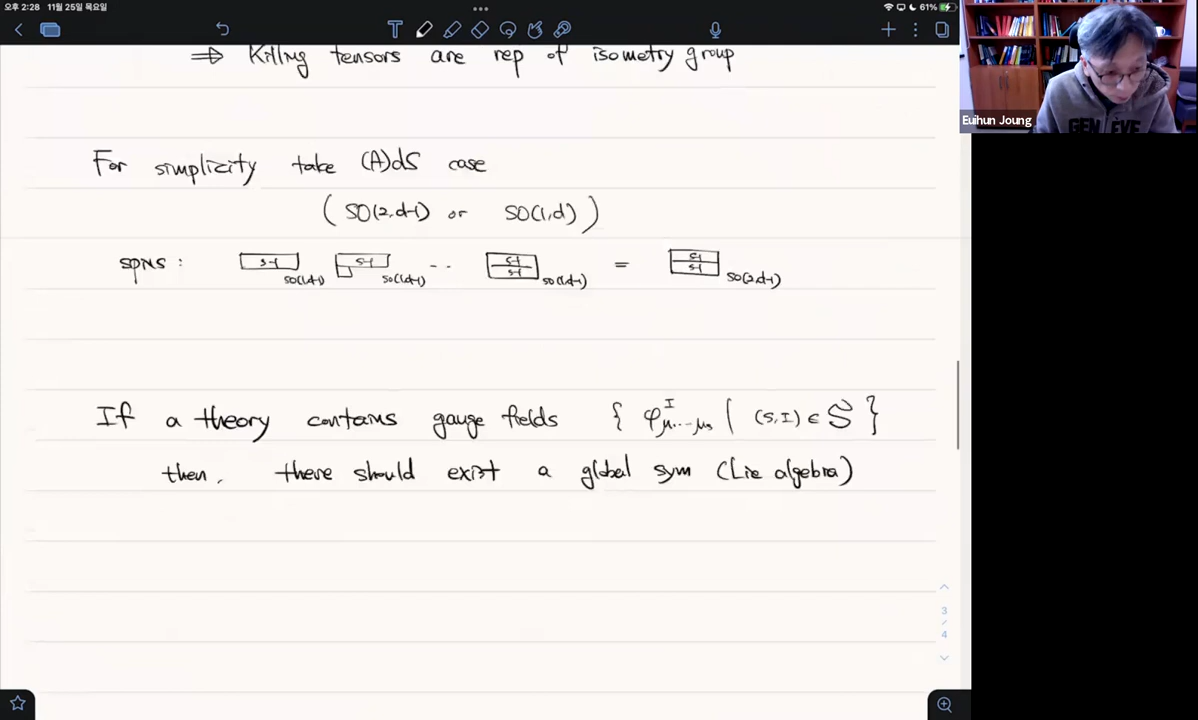 오후 2:28 11월 25일 목요일
61%
⇒ Killing tensors are rep of isometry group
Euihun Joung
GENÈVE
For simplicity take (A)dS case
(SO(2,d-1) or SO(1,d))
spin S : s-1 SO(1,d-1) s-1 SO(1,d-1) ... s-1 s-1 SO(1,d-1) = s-1 s-1 SO(2,d-1)
If a theory contains gauge fields { φ^I_μ₁...μₛ | (s,I) ∈ S }
then, there should exist a global sym (Lie algebra)
3
/
4